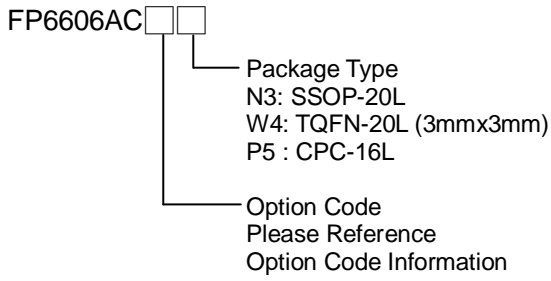 FP6606AC□□
Package Type
N3: SSOP-20L
W4: TQFN-20L (3mmx3mm)
P5 : CPC-16L
Option Code
Please Reference
Option Code Information